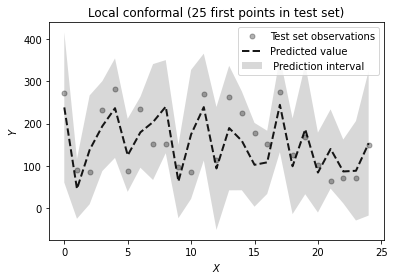 Local conformal (25 first points in test set)
Test set observations
Predicted value
Prediction interval
400
300
200
100
0
Y
0
5
10
15
20
25
X